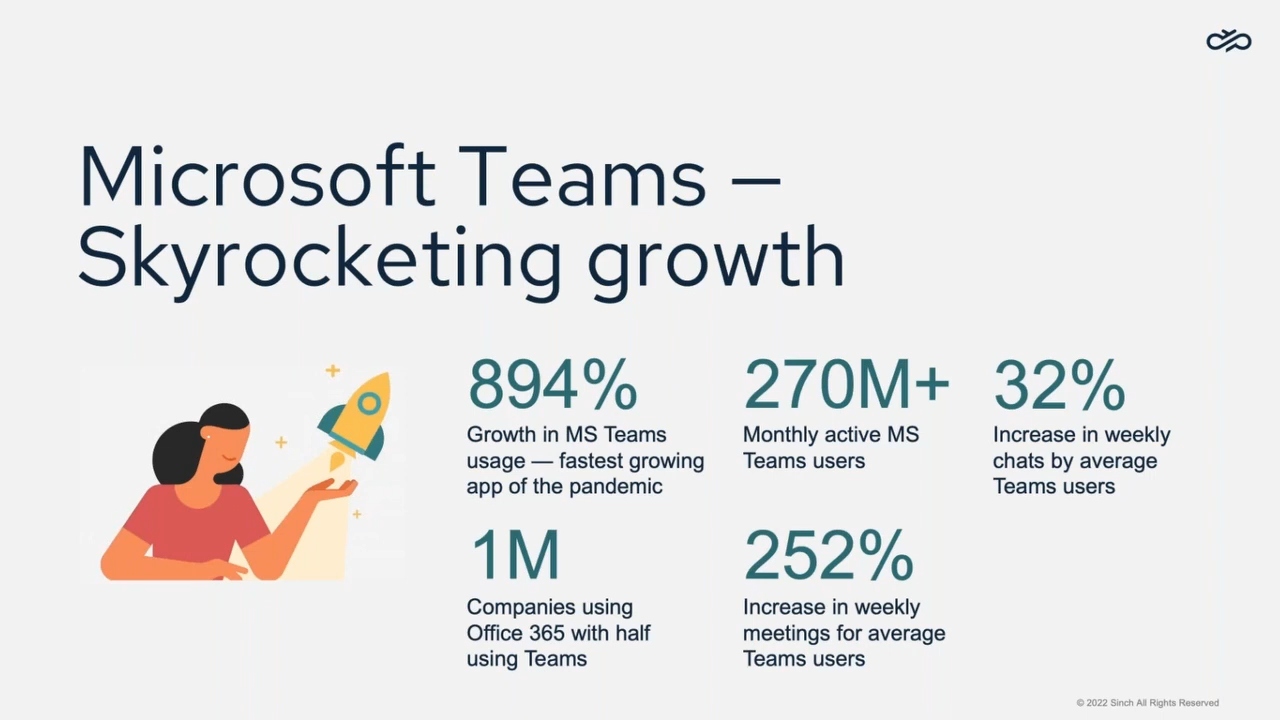 Microsoft Teams –
Skyrocketing growth
894%
Growth in MS Teams
usage — fastest growing
app of the pandemic
270M+
Monthly active MS
Teams users
32%
Increase in weekly
chats by average
Teams users
1M
Companies using
Office 365 with half
using Teams
252%
Increase in weekly
meetings for average
Teams users
© 2022 Sinch All Rights Reserved